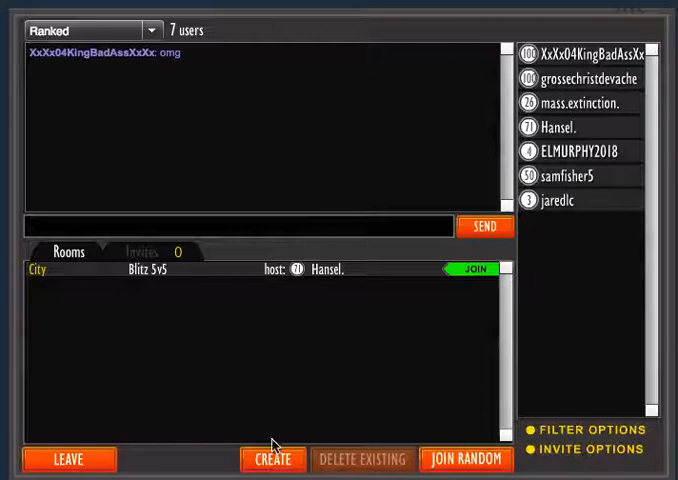 Ranked 7 users
XxXx04KingBadAssXxXx: omg
100 XxXx04KingBadAssXx
100 grossechristdevache
26 mass.extinction.
71 Hansel.
4 ELMURPHY2018
50 samfisher5
3 jaredlc
SEND
Rooms Invites 0
City Blitz 5v5 host: 71 Hansel. JOIN
FILTER OPTIONS
INVITE OPTIONS
LEAVE CREATE DELETE EXISTING JOIN RANDOM